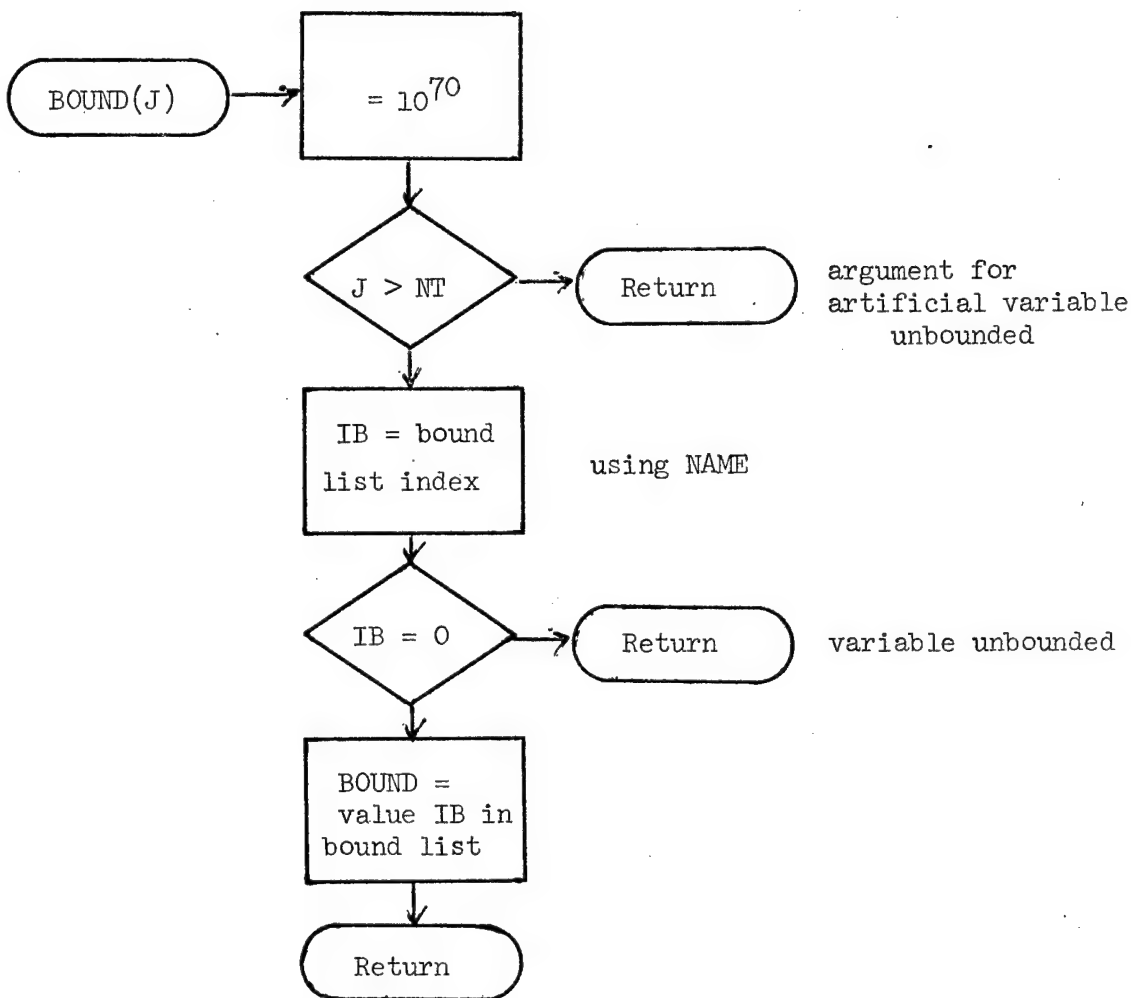 BOUND(J)
= 10^70
J > NT
Return
argument for
artificial variable
unbounded
IB = bound
list index
using NAME
IB = 0
Return
variable unbounded
BOUND =
value IB in
bound list
Return